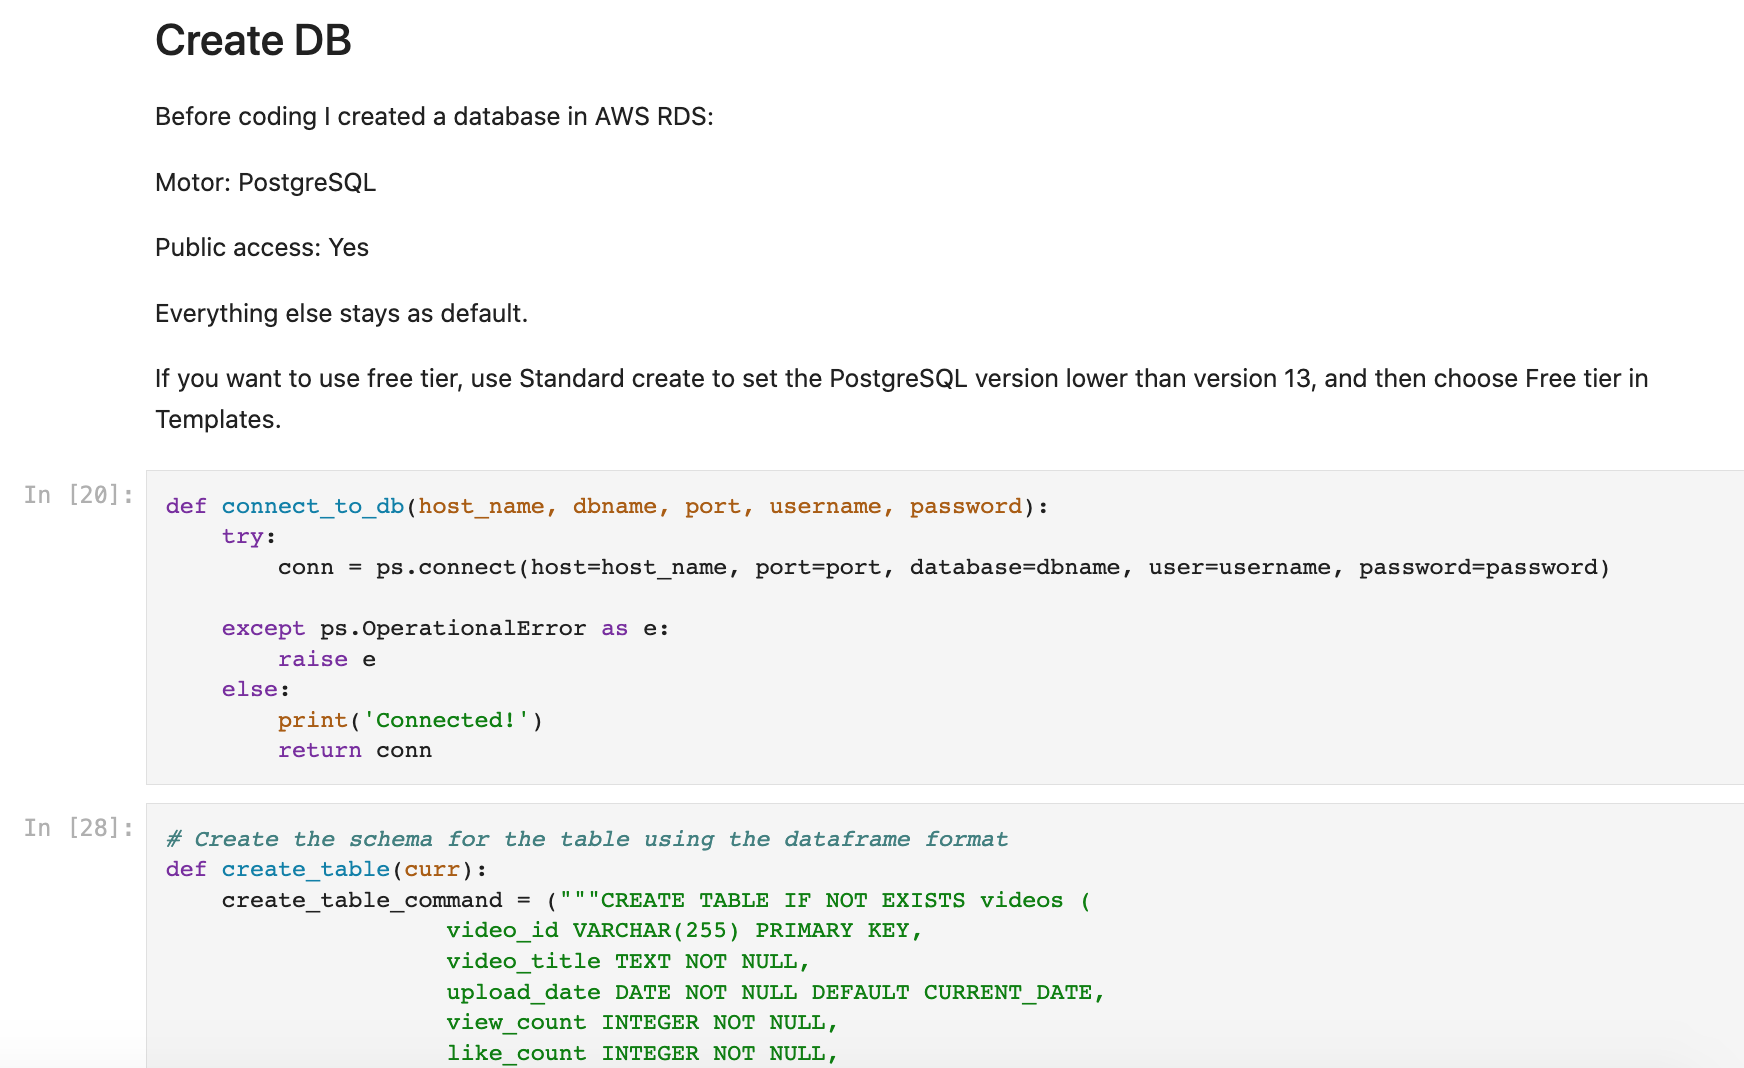 Create DB
Before coding I created a database in AWS RDS:
Motor: PostgreSQL
Public access: Yes
Everything else stays as default.
If you want to use free tier, use Standard create to set the PostgreSQL version lower than version 13, and then choose Free tier in
Templates.
In [20]:
def connect_to_db(host_name, dbname, port, username, password):
    try:
        conn = ps.connect(host=host_name, port=port, database=dbname, user=username, password=password)

    except ps.OperationalError as e:
        raise e
    else:
        print('Connected!')
        return conn
In [28]:
# Create the schema for the table using the dataframe format
def create_table(curr):
    create_table_command = ("""CREATE TABLE IF NOT EXISTS videos (
                    video_id VARCHAR(255) PRIMARY KEY,
                    video_title TEXT NOT NULL,
                    upload_date DATE NOT NULL DEFAULT CURRENT_DATE,
                    view_count INTEGER NOT NULL,
                    like_count INTEGER NOT NULL,